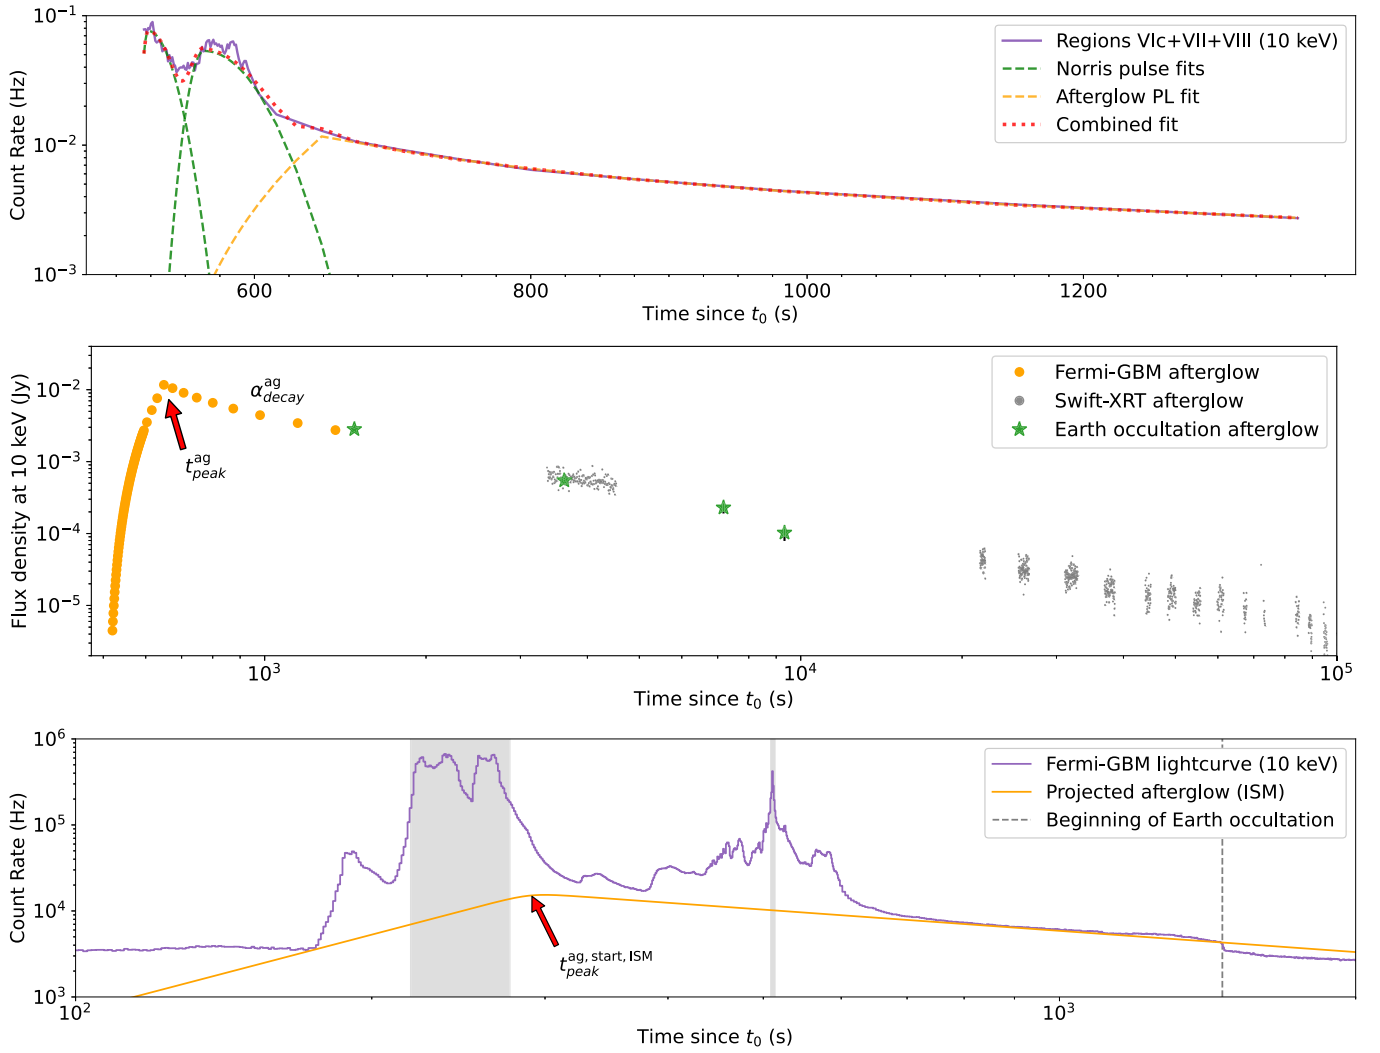 10⁻¹
10⁻²
10⁻³
Count Rate (Hz)
Regions VIc+VII+VIII (10 keV)
Norris pulse fits
Afterglow PL fit
Combined fit
600 800 1000 1200
Time since t₀ (s)
10⁻²
10⁻³
10⁻⁴
10⁻⁵
Flux density at 10 keV (Jy)
α^ag_decay
t^ag_peak
Fermi-GBM afterglow
Swift-XRT afterglow
Earth occultation afterglow
10³ 10⁴ 10⁵
Time since t₀ (s)
10⁶
10⁵
10⁴
10³
Count Rate (Hz)
Fermi-GBM lightcurve (10 keV)
Projected afterglow (ISM)
Beginning of Earth occultation
t^ag, start, ISM_peak
10² 10³
Time since t₀ (s)